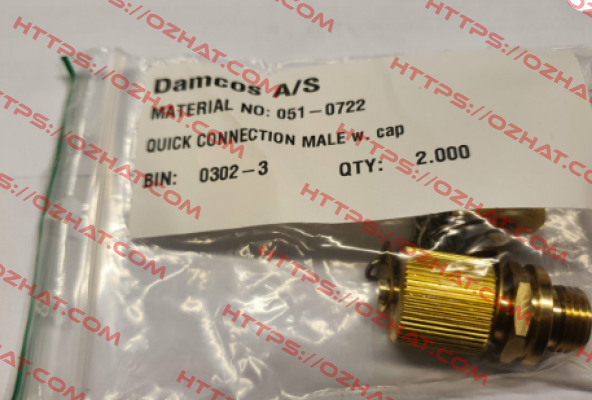 Damcos A/S
MATERIAL NO: 051-0722
QUICK CONNECTION MALE w. cap
BIN: 0302-3 QTY: 2.000
HTTPS://OZHAT.COM